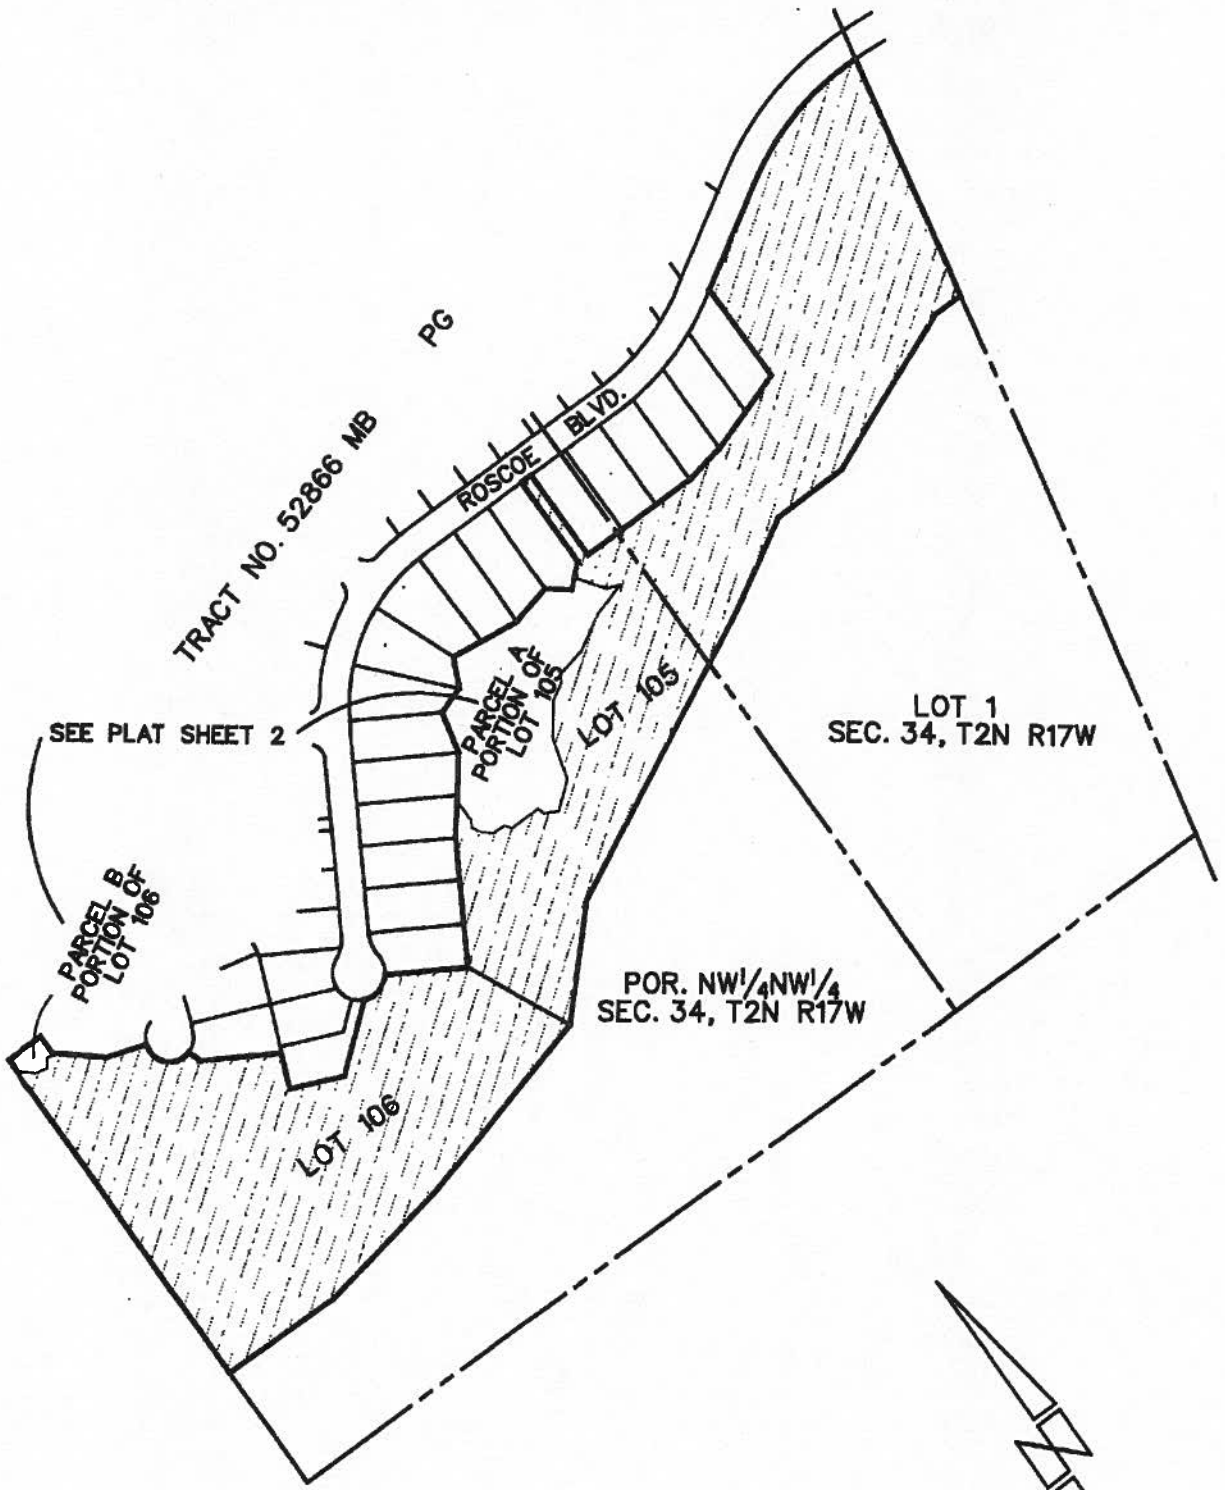 PG
TRACT NO. 52866 MB
ROSCOE BLVD.
PARCEL A
PORTION OF
LOT 105
LOT 105
LOT 1
SEC. 34, T2N R17W
SEE PLAT SHEET 2
PARCEL B
PORTION OF
LOT 106
POR. NW1/4NW1/4
SEC. 34, T2N R17W
LOT 106
N